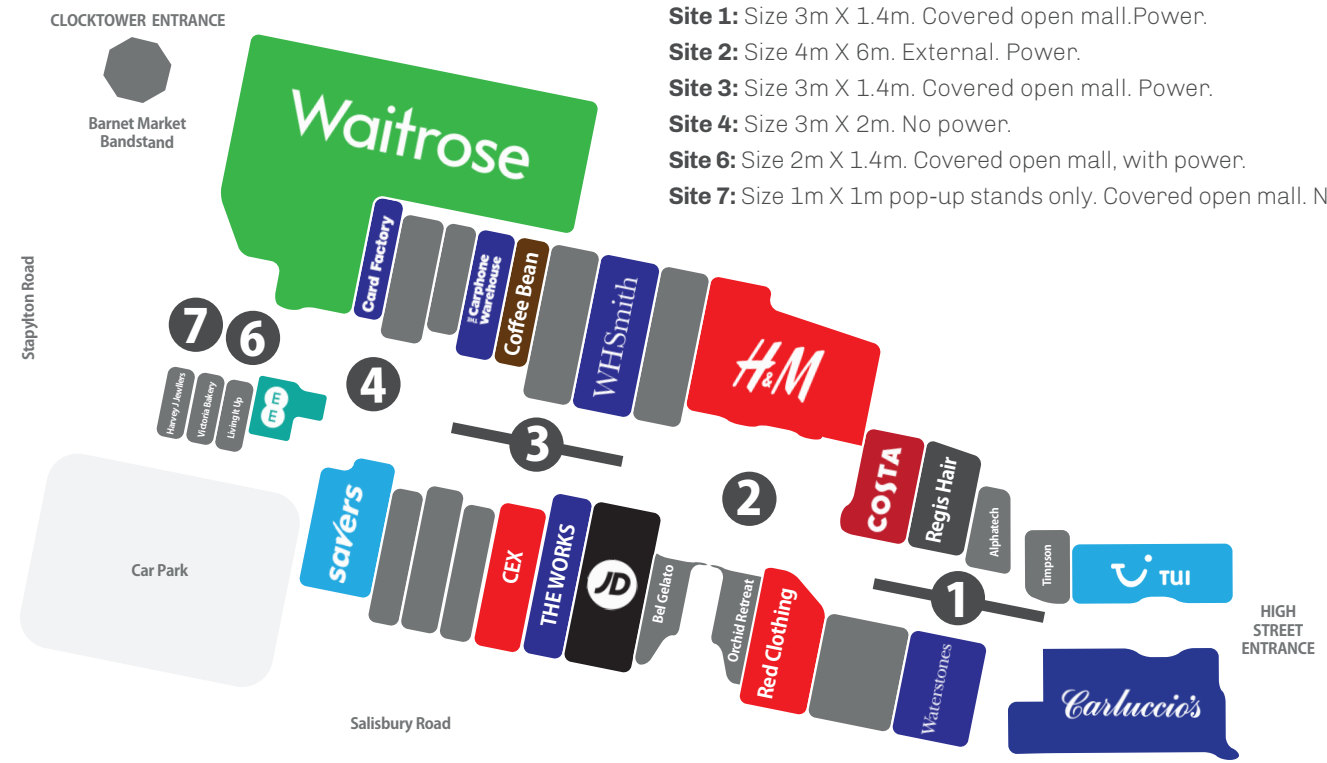 CLOCKTOWER ENTRANCE
Barnet Market
Bandstand
Site 1: Size 3m X 1.4m. Covered open mall.Power.
Site 2: Size 4m X 6m. External. Power.
Site 3: Size 3m X 1.4m. Covered open mall. Power.
Site 4: Size 3m X 2m. No power.
Site 6: Size 2m X 1.4m. Covered open mall, with power.
Site 7: Size 1m X 1m pop-up stands only. Covered open mall. N
Waitrose
Card Factory
THE Carphone
Warehouse
Coffee Bean
WHSmith
H&M
COSTA
Regis Hair
Alphatech
Timpson
TUI
Stapylton Road
7
6
4
3
2
1
Harvey J Jewllers
Victoria Bakery
Living It Up
EE
savers
CEX
THE WORKS
JD
Bel Gelato
Orchid Retreat
Red Clothing
Waterstones
Carluccio's
HIGH
STREET
ENTRANCE
Car Park
Salisbury Road